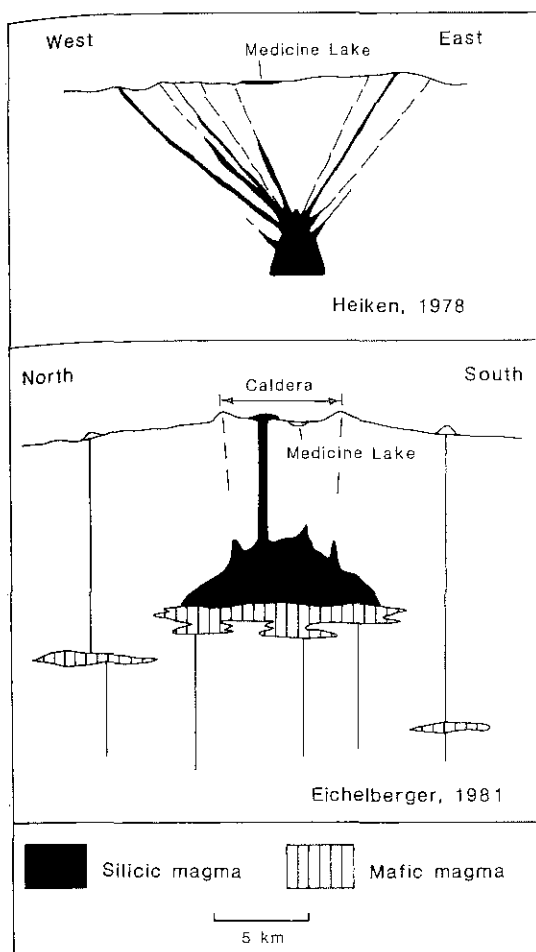 West East
Medicine Lake
Heiken, 1978
North South
Caldera
Medicine Lake
Eichelberger, 1981
Silicic magma Mafic magma
5 km